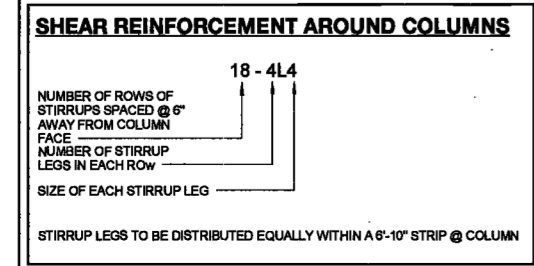 SHEAR REINFORCEMENT AROUND COLUMNS
18 - 4L4
NUMBER OF ROWS OF
STIRRUPS SPACED @ 6"
AWAY FROM COLUMN
FACE
NUMBER OF STIRRUP
LEGS IN EACH ROW
SIZE OF EACH STIRRUP LEG
STIRRUP LEGS TO BE DISTRIBUTED EQUALLY WITHIN A 6'-10" STRIP @ COLUMN